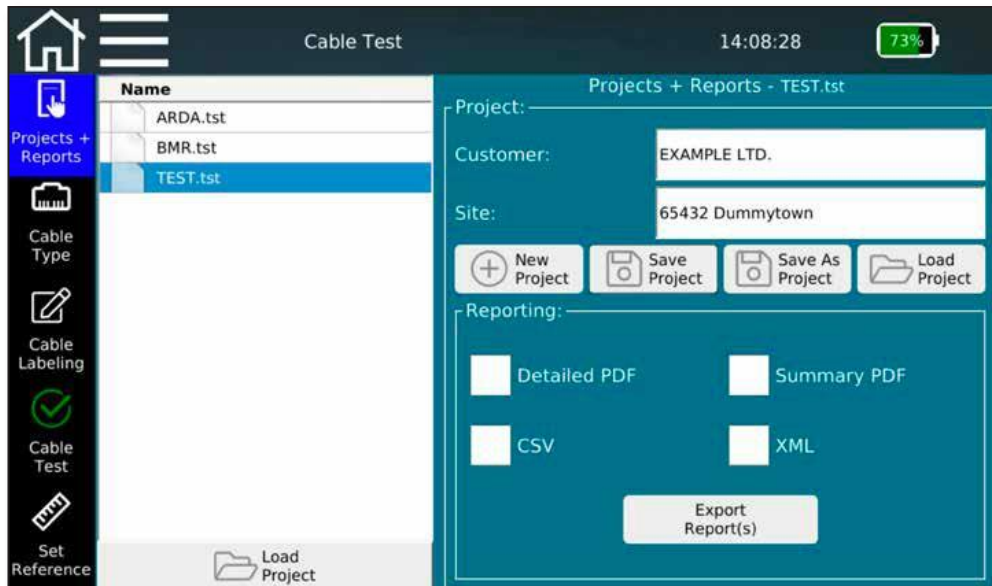 Cable Test
14:08:28
73%
Projects +
Reports
Cable
Type
Cable
Labeling
Cable
Test
Set
Reference
Name
ARDA.tst
BMR.tst
TEST.tst
Load
Project
Projects + Reports - TEST.tst
Project:
Customer:
EXAMPLE LTD.
Site:
65432 Dummytown
New
Project
Save
Project
Save As
Project
Load
Project
Reporting:
Detailed PDF
Summary PDF
CSV
XML
Export
Report(s)